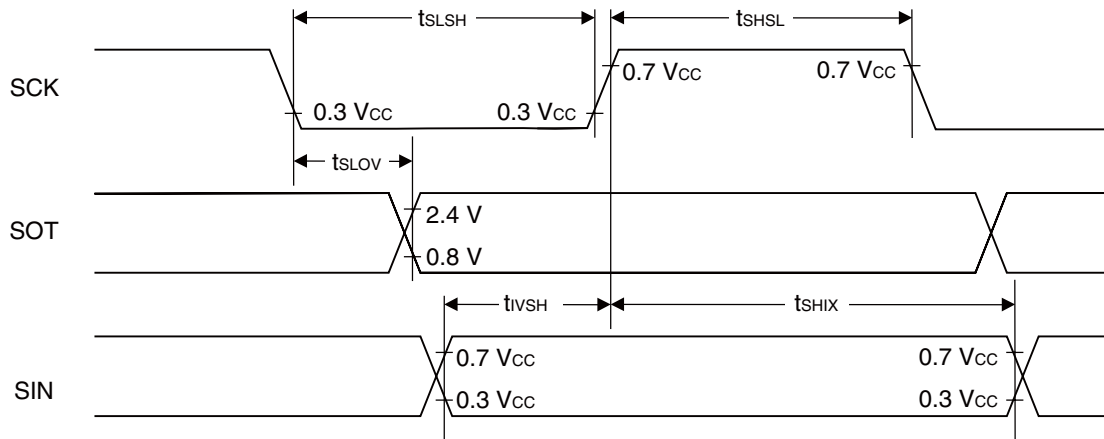 tSLSH
tSHSL
SCK
0.7 VCC
0.7 VCC
0.3 VCC
0.3 VCC
tSLOV
SOT
2.4 V
0.8 V
tIVSH
tSHIX
SIN
0.7 VCC
0.7 VCC
0.3 VCC
0.3 VCC